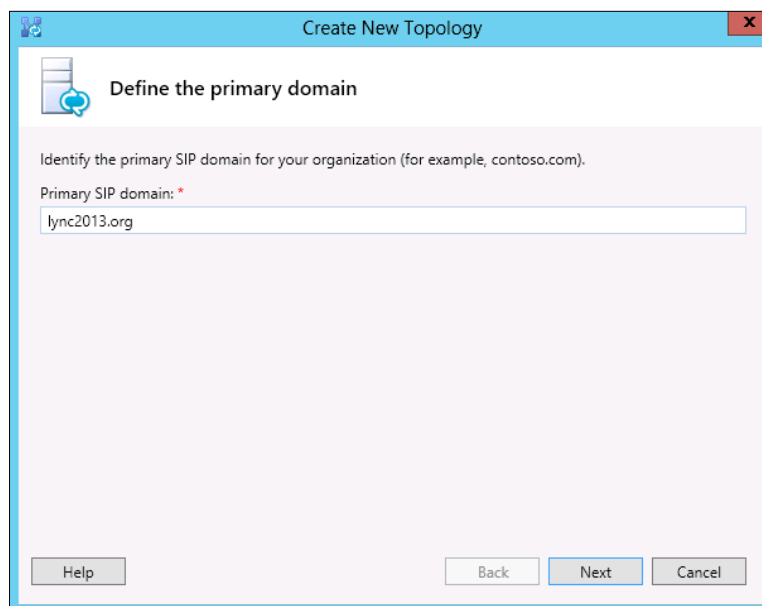 Create New Topology
x
Define the primary domain
Identify the primary SIP domain for your organization (for example, contoso.com).
Primary SIP domain: *
lync2013.org
Help
Back
Next
Cancel